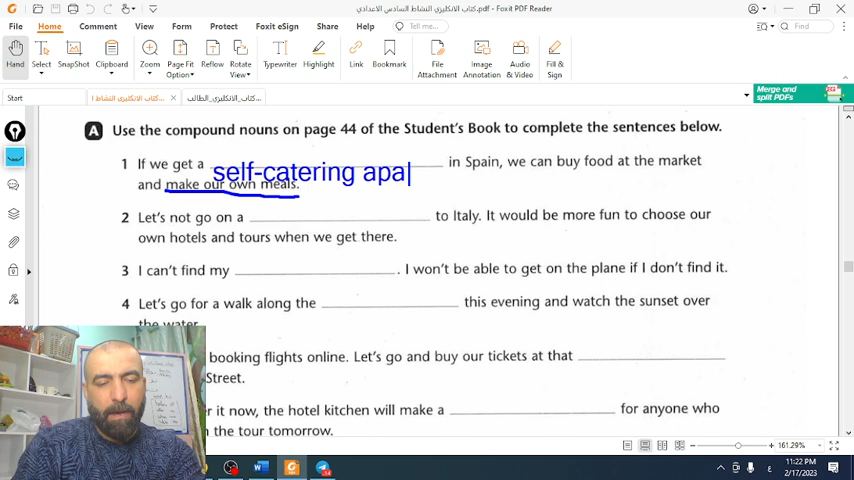 كتاب الانكليزي النشاط السادس الاعدادي.pdf - Foxit PDF Reader
File Home Comment View Form Protect Foxit eSign Share Help Tell me... Find
Hand Select SnapShot Clipboard Zoom Page Fit Option Reflow Rotate View Typewriter Highlight Link Bookmark File Attachment Image Annotation Audio & Video Fill & Sign
Start كتاب الانكليزي النشاط ا... كتاب_الانكليزي_الطالب...
Merge and split PDFs
A Use the compound nouns on page 44 of the Student's Book to complete the sentences below.
1 If we get a self-catering apa in Spain, we can buy food at the market
and make our own meals.
2 Let's not go on a to Italy. It would be more fun to choose our
own hotels and tours when we get there.
3 I can't find my . I won't be able to get on the plane if I don't find it.
4 Let's go for a walk along the this evening and watch the sunset over
the water.
booking flights online. Let's go and buy our tickets at that
Street.
er it now, the hotel kitchen will make a for anyone who
the tour tomorrow.
161.29%
11:22 PM
2/17/2023